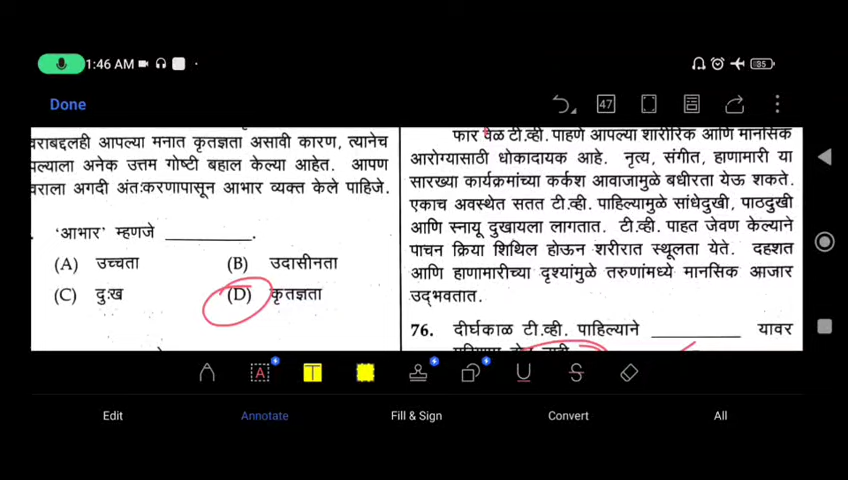 1:46 AM
35
Done
47
वराबद्दलही आपल्या मनात कृतज्ञता असावी कारण, त्यानेच
पल्याला अनेक उत्तम गोष्टी बहाल केल्या आहेत. आपण
वराला अगदी अंतःकरणापासून आभार व्यक्त केले पाहिजे.
'आभार' म्हणजे ________.
(A) उच्चता
(B) उदासीनता
(C) दुःख
(D) कृतज्ञता
फार वेळ टी.व्ही. पाहणे आपल्या शारीरिक आणि मानसिक
आरोग्यासाठी धोकादायक आहे. नृत्य, संगीत, हाणामारी या
सारख्या कार्यक्रमांच्या कर्कश आवाजामुळे बधीरता येऊ शकते.
एकाच अवस्थेत सतत टी.व्ही. पाहिल्यामुळे सांधेदुखी, पाठदुखी
आणि स्नायू दुखायला लागतात. टी.व्ही. पाहत जेवण केल्याने
पाचन क्रिया शिथिल होऊन शरीरात स्थूलता येते. दहशत
आणि हाणामारीच्या दृश्यांमुळे तरुणांमध्ये मानसिक आजार
उद्भवतात.
76. दीर्घकाळ टी.व्ही. पाहिल्याने ________ यावर
A
T
U
S
Edit
Annotate
Fill & Sign
Convert
All